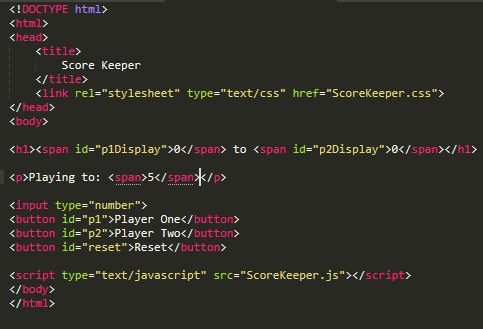 <!DOCTYPE html>
<html>
<head>
    <title>
        Score Keeper
    </title>
    <link rel="stylesheet" type="text/css" href="ScoreKeeper.css">
</head>
<body>

<h1><span id="p1Display">0</span> to <span id="p2Display">0</span></h1>

<p>Playing to: <span>5</span></p>

<input type="number">
<button id="p1">Player One</button>
<button id="p2">Player Two</button>
<button id="reset">Reset</button>

<script type="text/javascript" src="ScoreKeeper.js"></script>
</body>
</html>